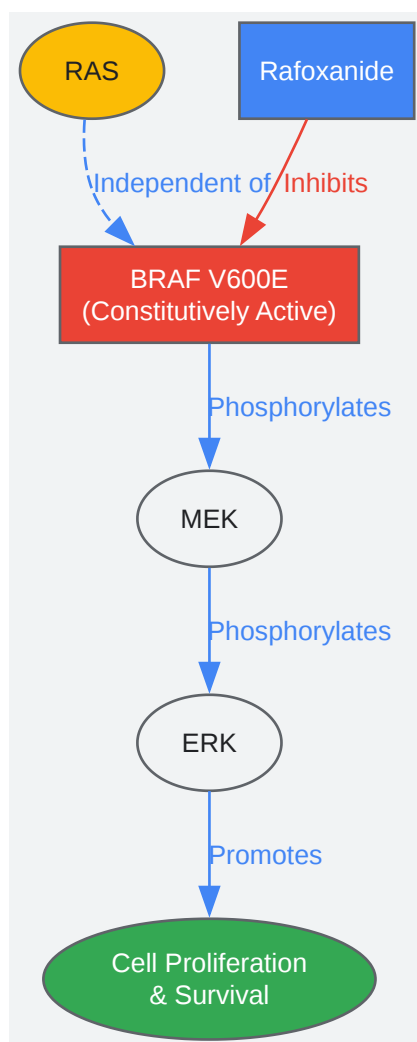 RAS
Rafoxanide
Independent of
Inhibits
BRAF V600E
(Constitutively Active)
Phosphorylates
MEK
Phosphorylates
ERK
Promotes
Cell Proliferation
& Survival